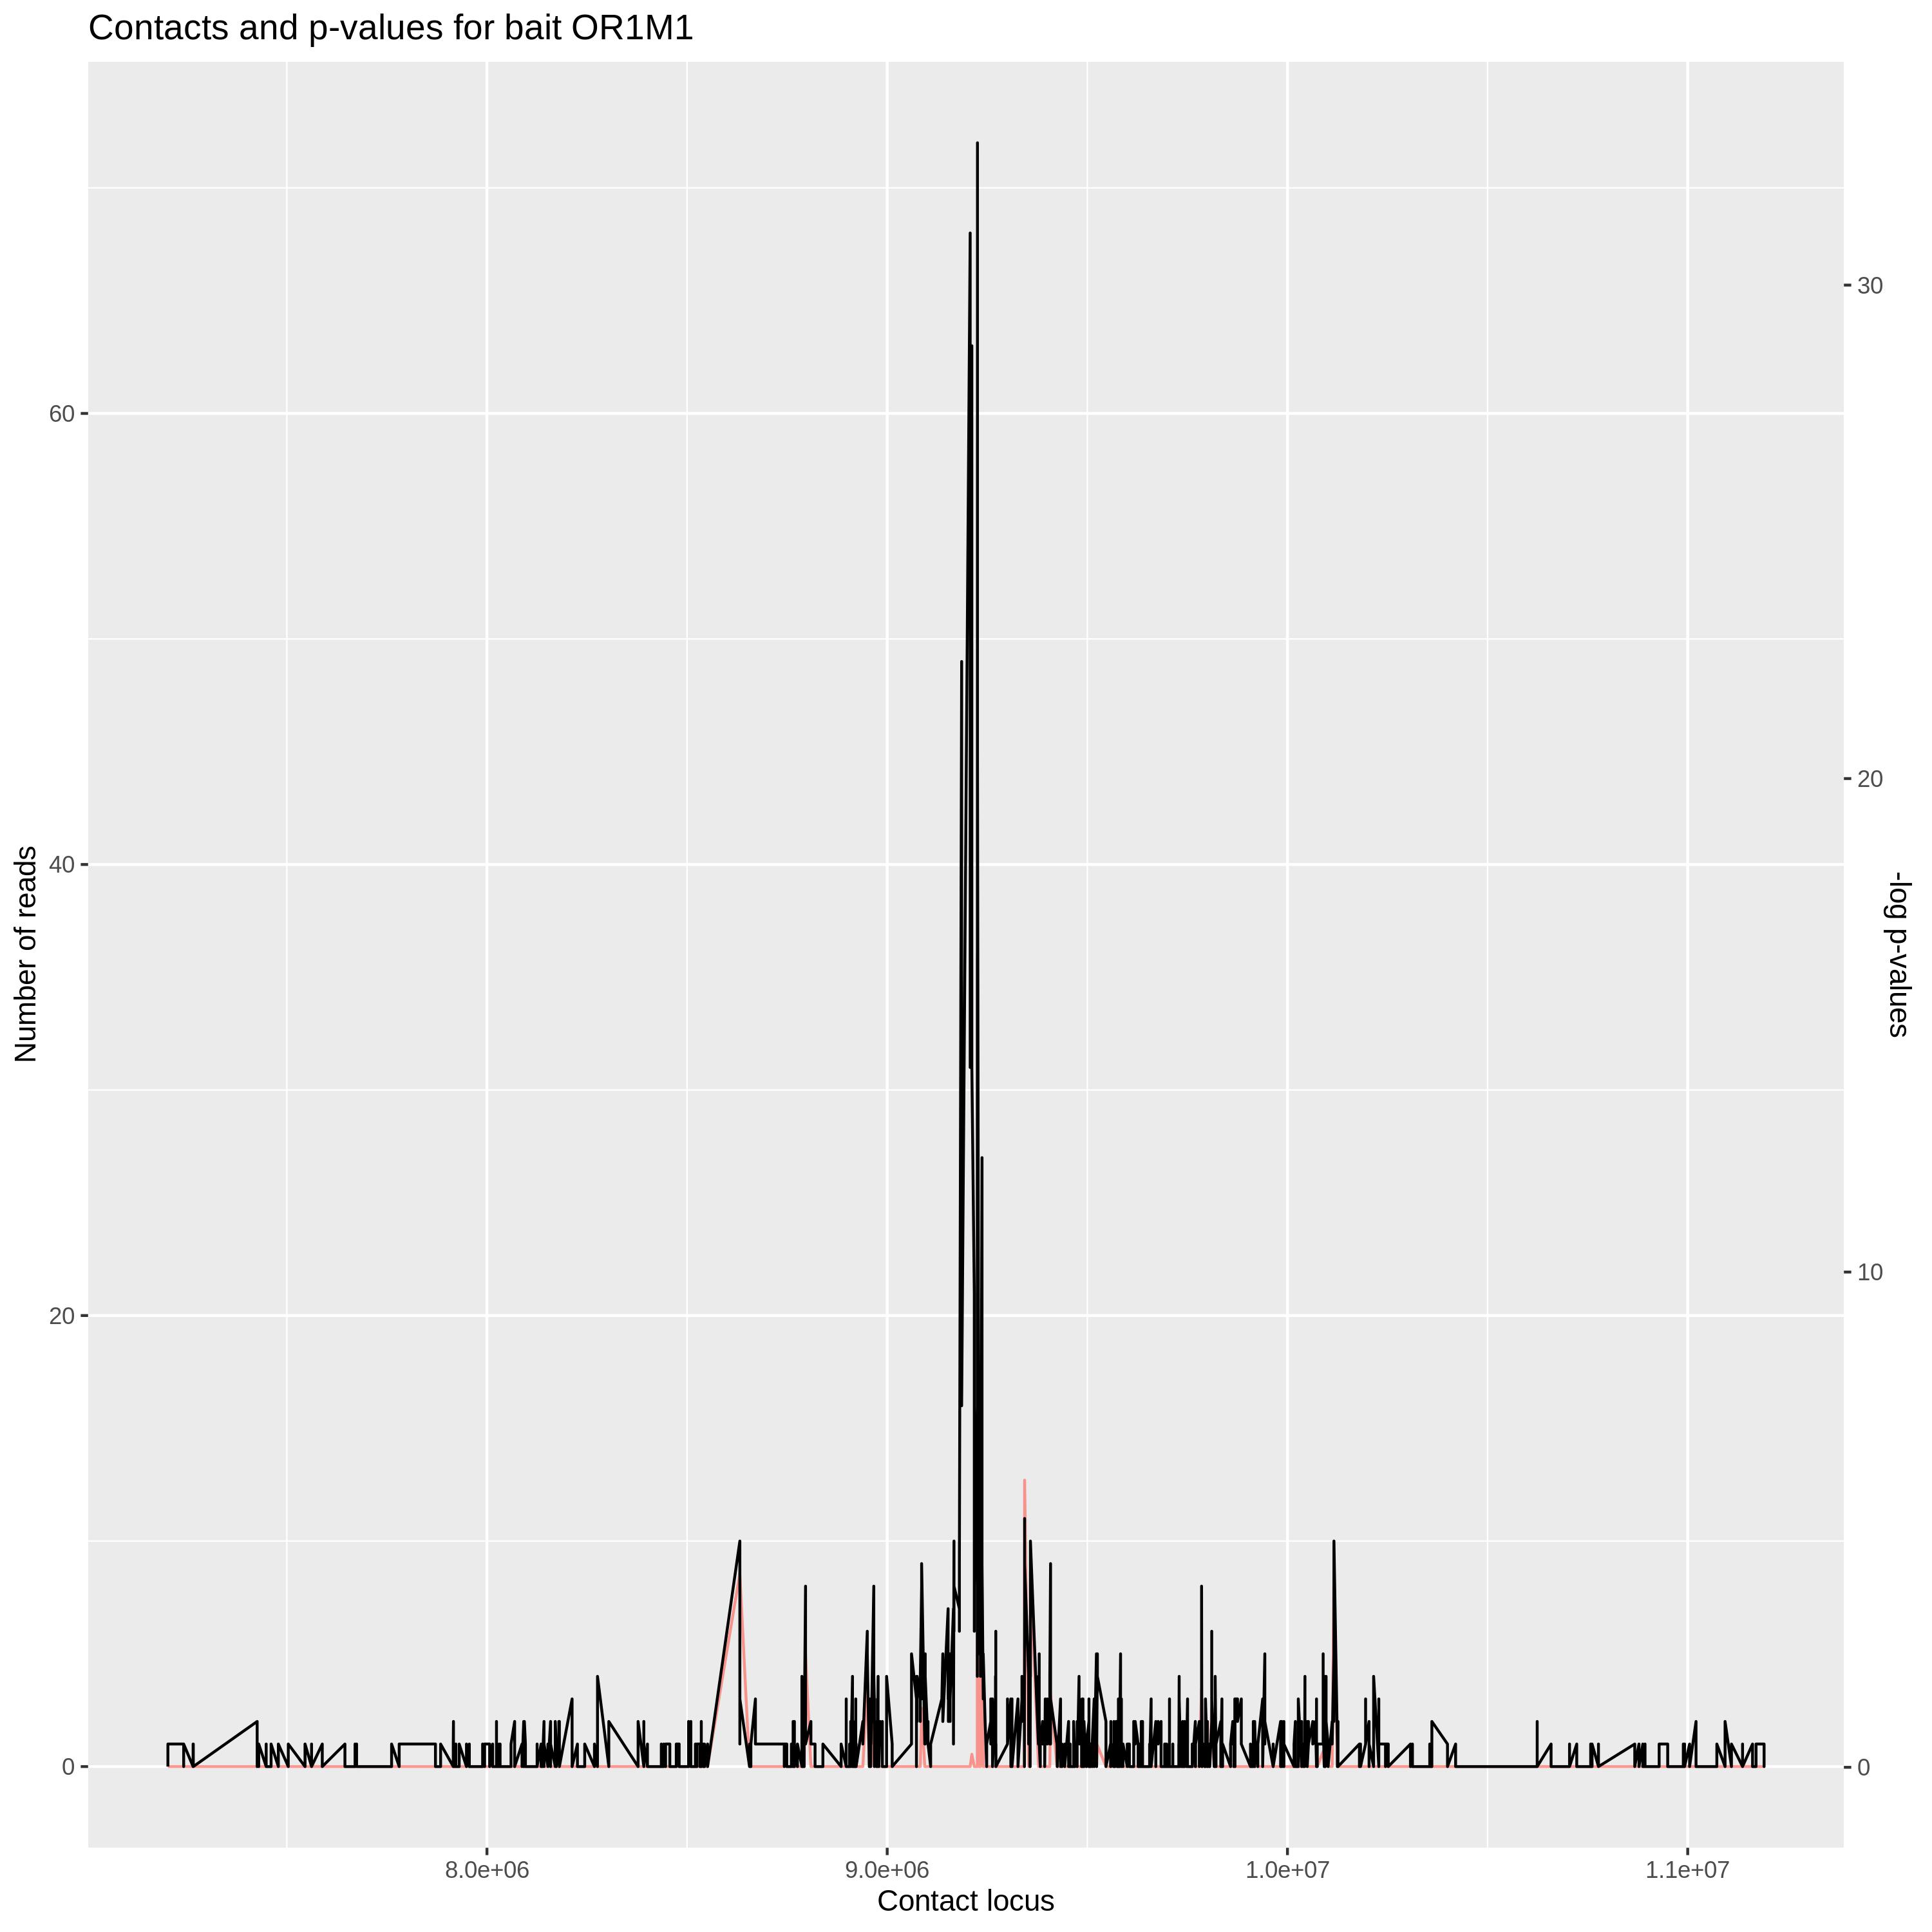 Contacts and p-values for bait OR1M1
Number of reads
60
40
20
0
30
20
10
0
-log p-values
8.0e+06
9.0e+06
1.0e+07
1.1e+07
Contact locus